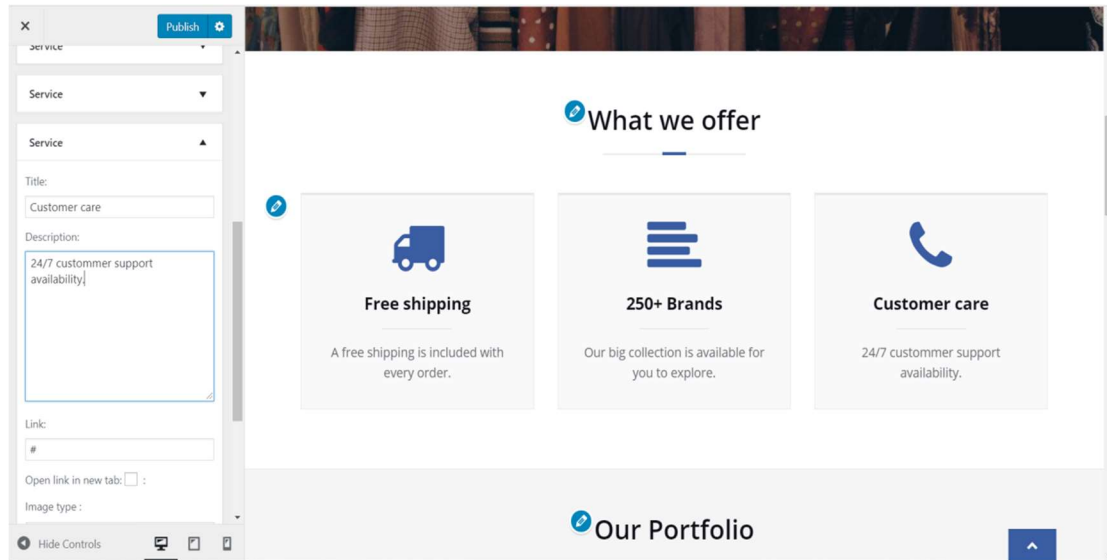 Publish
Service
Service
Service
Title:
Customer care
Description:
24/7 custommer support
availability.
Link:
#
Open link in new tab: :
Image type :
Hide Controls
What we offer
Free shipping
A free shipping is included with
every order.
250+ Brands
Our big collection is available for
you to explore.
Customer care
24/7 custommer support
availability.
Our Portfolio